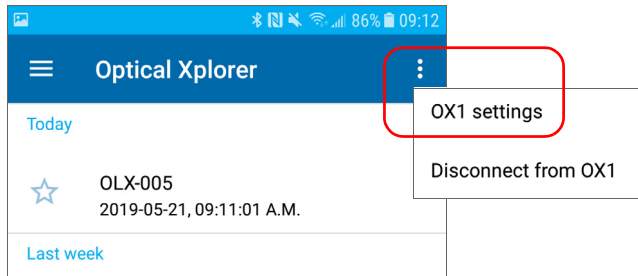 86% 09:12
Optical Xplorer
OX1 settings
Today
Disconnect from OX1
OLX-005
2019-05-21, 09:11:01 A.M.
Last week